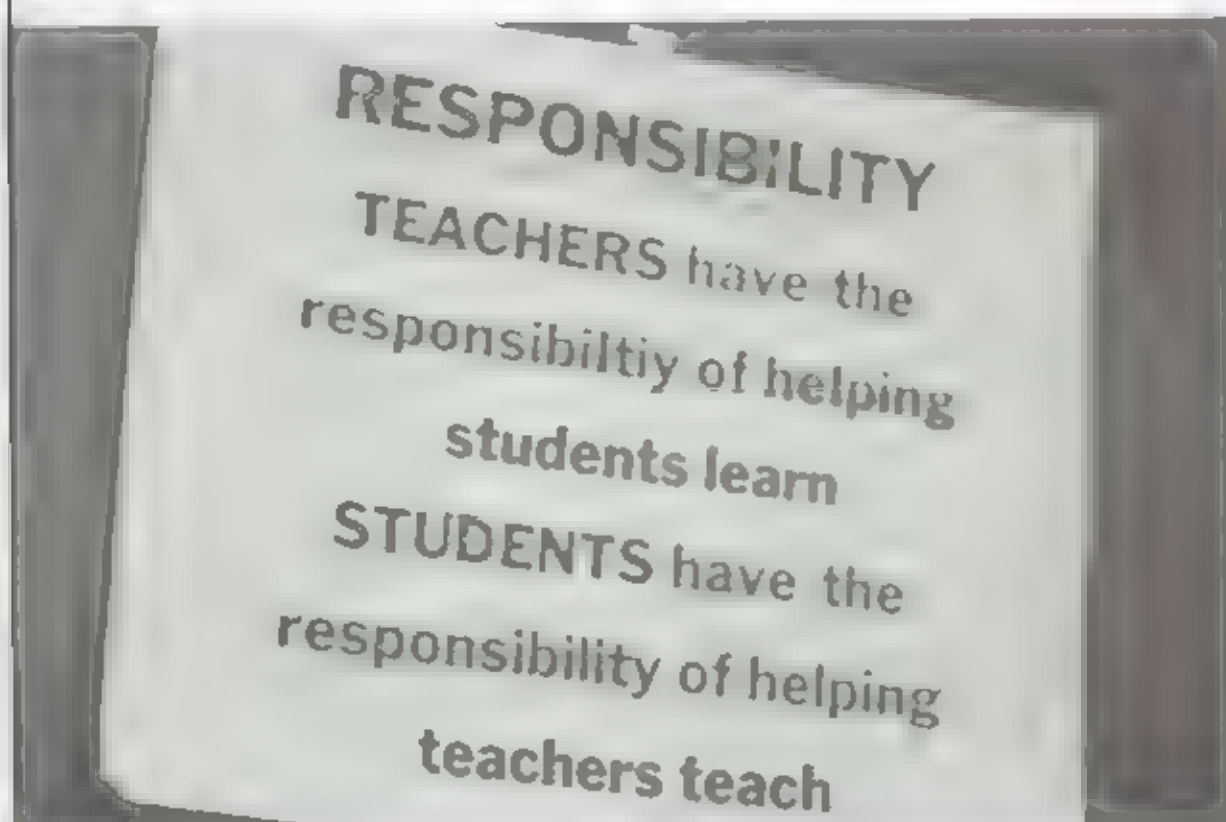 RESPONSIBILITY
TEACHERS have the
responsibiltiy of helping
students learn
STUDENTS have the
responsibility of helping
teachers teach